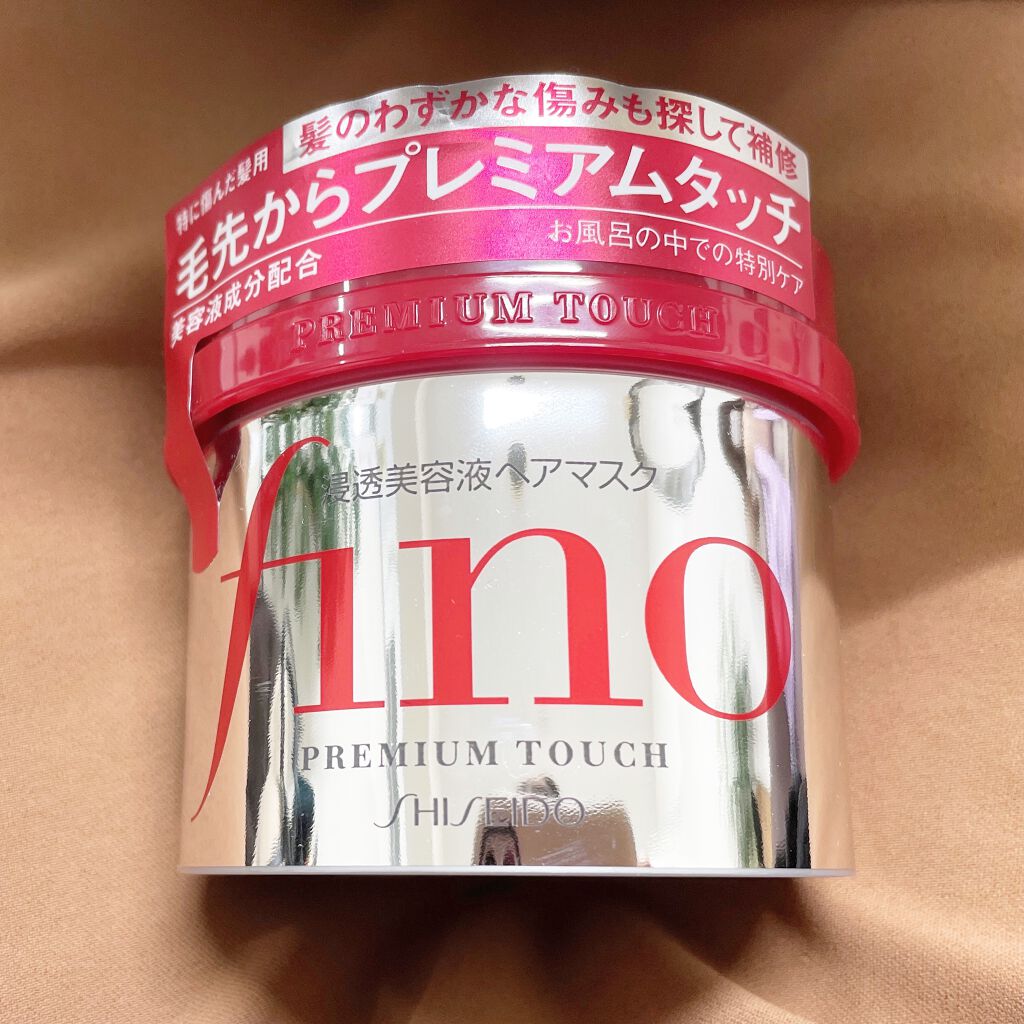 髪のわずかな傷みも探して補修
特に傷んだ髪用
毛先からプレミアムタッチ
美容液成分配合
お風呂の中での特別ケア
PREMIUM TOUCH
浸透美容液ヘアマスク
fino
PREMIUM TOUCH
SHISEIDO